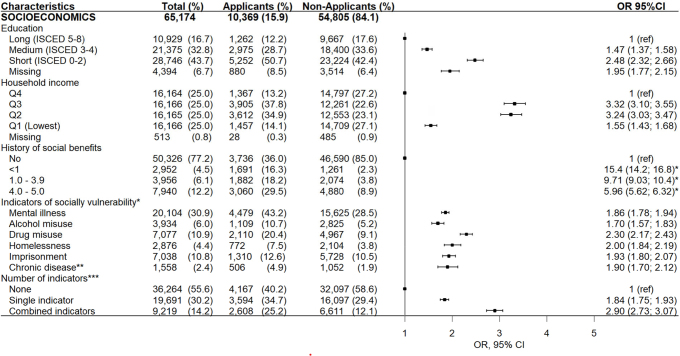 Characteristics Total (%) Applicants (%) Non-Applicants (%) OR 95%CI
SOCIOECONOMICS 65,174 10,369 (15.9) 54,805 (84.1)
Education
Long (ISCED 5-8) 10,929 (16.7) 1,262 (12.2) 9,667 (17.6) 1 (ref)
Medium (ISCED 3-4) 21,375 (32.8) 2,975 (28.7) 18,400 (33.6) 1.47 (1.37; 1.58)
Short (ISCED 0-2) 28,746 (43.7) 5,252 (50.7) 23,224 (42.4) 2.48 (2.32; 2.66)
Missing 4,394 (6.7) 880 (8.5) 3,514 (6.4) 1.95 (1.77; 2.15)
Household income
Q4 16,164 (25.0) 1,367 (13.2) 14,797 (27.2) 1 (ref)
Q3 16,166 (25.0) 3,905 (37.8) 12,261 (22.6) 3.32 (3.10; 3.55)
Q2 16,165 (25.0) 3,612 (34.9) 12,553 (23.1) 3.24 (3.03; 3.47)
Q1 (Lowest) 16,166 (25.0) 1,457 (14.1) 14,709 (27.1) 1.55 (1.43; 1.68)
Missing 513 (0.8) 28 (0.3) 485 (0.9)
History of social benefits
No 50,326 (77.2) 3,736 (36.0) 46,590 (85.0) 1 (ref)
<1 2,952 (4.5) 1,691 (16.3) 1,261 (2.3) 15.4 (14.2; 16.8)*
1.0 - 3.9 3,956 (6.1) 1,882 (18.2) 2,074 (3.8) 9.71 (9.03; 10.4)*
4.0 - 5.0 7,940 (12.2) 3,060 (29.5) 4,880 (8.9) 5.96 (5.62; 6.32)*
Indicators of socially vulnerability*
Mental illness 20,104 (30.9) 4,479 (43.2) 15,625 (28.5) 1.86 (1.78; 1.94)
Alcohol misuse 3,934 (6.0) 1,109 (10.7) 2,825 (5.2) 1.70 (1.57; 1.83)
Drug misuse 7,077 (10.9) 2,110 (20.4) 4,967 (9.1) 2.30 (2.17; 2.43)
Homelessness 2,876 (4.4) 772 (7.5) 2,104 (3.8) 2.00 (1.84; 2.19)
Imprisonment 7,038 (10.8) 1,310 (12.6) 5,728 (10.5) 1.93 (1.80; 2.07)
Chronic disease** 1,558 (2.4) 506 (4.9) 1,052 (1.9) 1.90 (1.70; 2.12)
Number of indicators***
None 36,264 (55.6) 4,167 (40.2) 32,097 (58.6) 1 (ref)
Single indicator 19,691 (30.2) 3,594 (34.7) 16,097 (29.4) 1.84 (1.75; 1.93)
Combined indicators 9,219 (14.2) 2,608 (25.2) 6,611 (12.1) 2.90 (2.73; 3.07)
1 2 3 4 5
OR, 95% CI